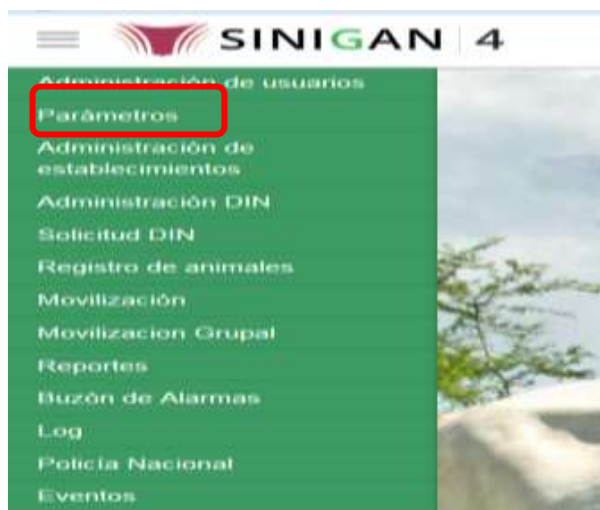 SINIGAN 4
Administración de usuarios
Parámetros
Administración de
establecimientos
Administración DIN
Solicitud DIN
Registro de animales
Movilización
Movilizacion Grupal
Reportes
Buzón de Alarmas
Log
Policía Nacional
Eventos